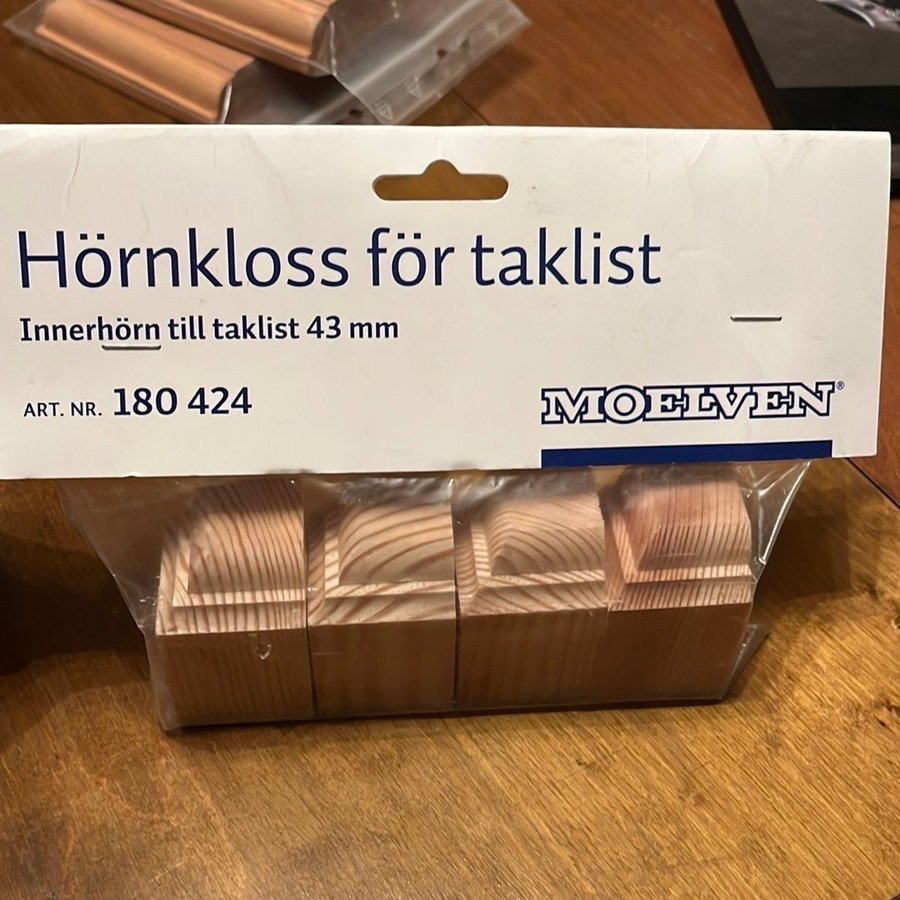 Hörnkloss för taklist
Innerhörn till taklist 43 mm
ART. NR. 180 424
MOELVEN®